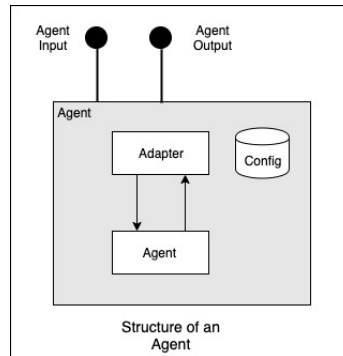 Agent
Input
Agent
Output
Agent
Adapter
Config
Agent
Structure of an
Agent